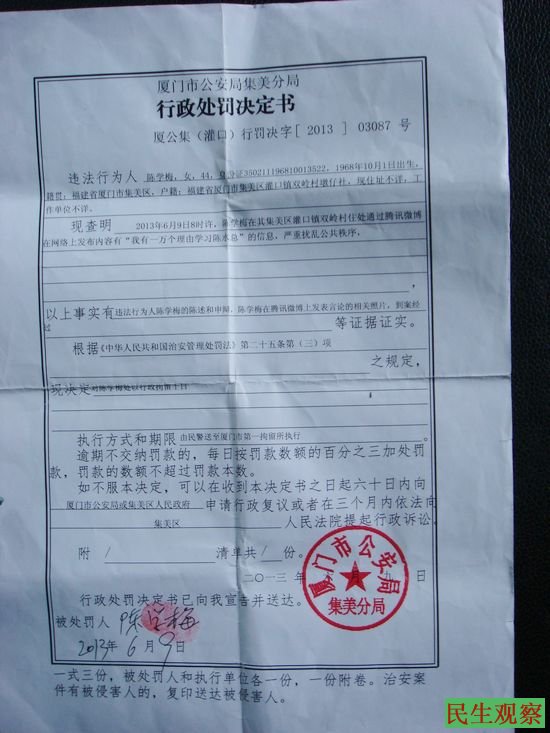 厦门市公安局集美分局
行政处罚决定书
厦公集（灌口）行罚决字[ 2013 ] 03087 号
违法行为人 陈学梅，女，44，身份证350211196810013522，1968年10月1日出生，
籍贯：福建省厦门市集美区，户籍：福建省厦门市集美区灌口镇双岭村墩仔社，现住址不详，工
作单位不详。
现查明 2013年6月9日8时许，陈学梅在其集美区灌口镇双岭村住处通过腾讯微博
在网络上发布内容有“我有一万个理由学习陈水总”的信息，严重扰乱公共秩序，
以上事实有违法行为人陈学梅的陈述和申辩，陈学梅在腾讯微博上发表言论的相关照片，到案经
过 等证据证实。
根据《中华人民共和国治安管理处罚法》第二十五条第（三）项
之规定，
现决定 对陈学梅处以行政拘留十日
执行方式和期限 由民警送至厦门市第一拘留所执行 。
逾期不交纳罚款的，每日按罚款数额的百分之三加处罚
款，罚款的数额不超过罚款本数。
如不服本决定，可以在收到本决定书之日起六十日内向
厦门市公安局或集美区人民政府 申请行政复议或者在三个月内依法向
集美区 人民法院提起行政诉讼。
附 / 清单共 / 份。
二〇一三年 月 日
厦门市公安局
集美分局
行政处罚决定书已向我宣告并送达。
被处罚人 陈学梅
2013年6月9日
一式三份，被处罚人和执行单位各一份，一份附卷。治安案
件有被侵害人的，复印送达被侵害人。
民生观察